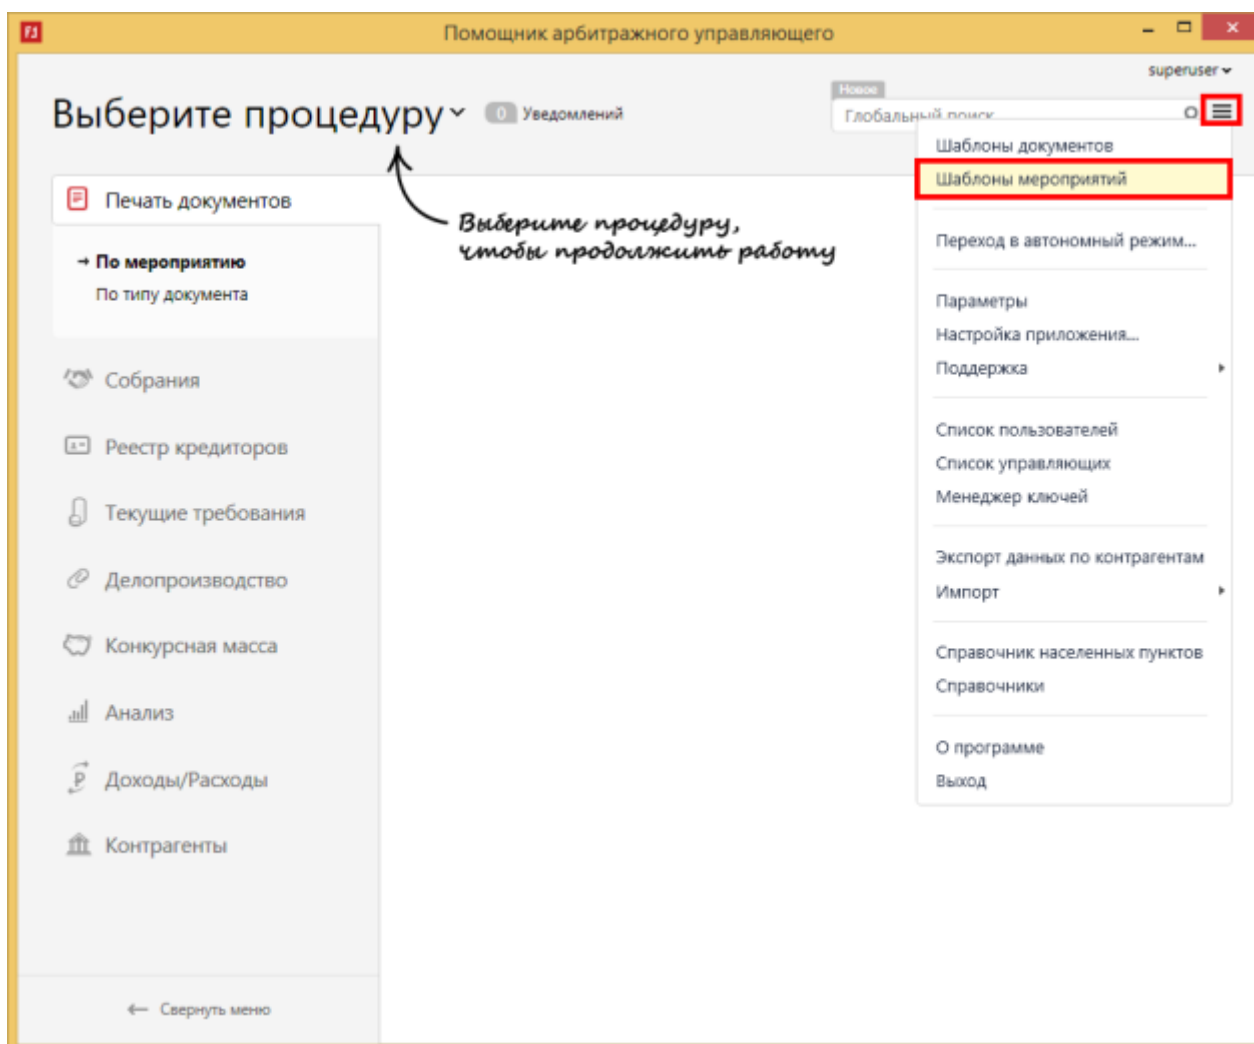 Помощник арбитражного управляющего
superuser
Выберите процедуру
0 Уведомлений
Новое
Глобальный поиск
Шаблоны документов
Шаблоны мероприятий
Переход в автономный режим...
Параметры
Настройка приложения...
Поддержка
Список пользователей
Список управляющих
Менеджер ключей
Экспорт данных по контрагентам
Импорт
Справочник населенных пунктов
Справочники
О программе
Выход
Выберите процедуру,
чтобы продолжить работу
Печать документов
→ По мероприятию
По типу документа
Собрания
Реестр кредиторов
Текущие требования
Делопроизводство
Конкурсная масса
Анализ
Доходы/Расходы
Контрагенты
← Свернуть меню